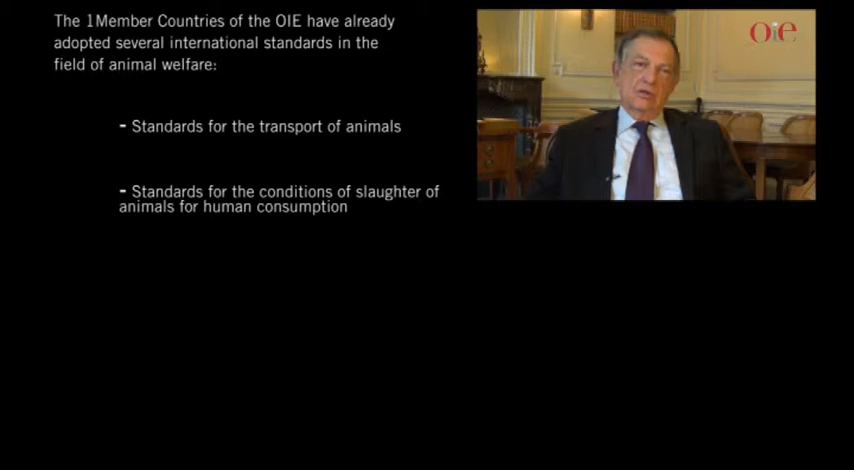 The 1Member Countries of the OIE have already
adopted several international standards in the
field of animal welfare:
- Standards for the transport of animals
- Standards for the conditions of slaughter of
animals for human consumption
oie